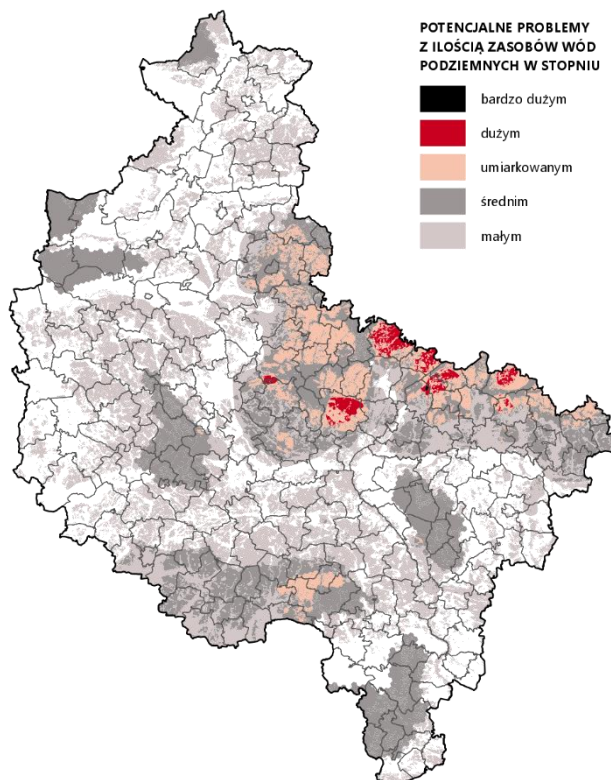 POTENCJALNE PROBLEMY
Z ILOŚCIĄ ZASOBÓW WÓD
PODZIEMNYCH W STOPNIU
bardzo dużym
dużym
umiarkowanym
średnim
małym